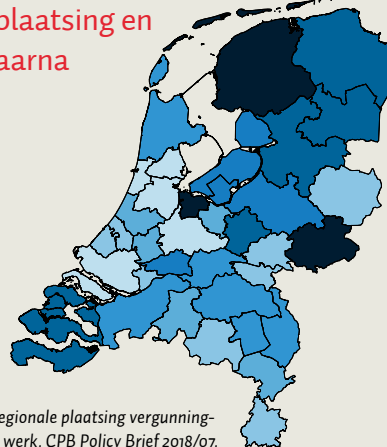 plaatsing en
aarna
egionale plaatsing vergunning-
werk. CPB Policy Brief 2018/07.